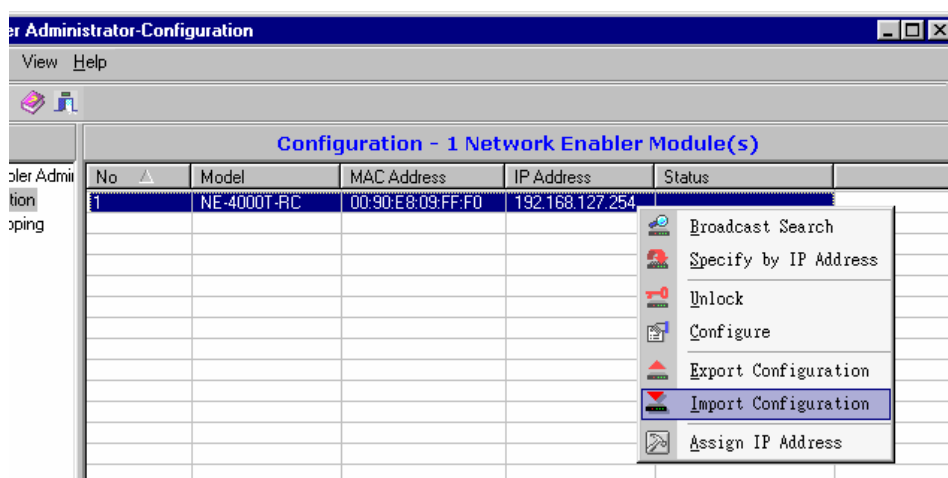 er Administrator-Configuration
View Help
Configuration - 1 Network Enabler Module(s)
bler Admii
No Model MAC Address IP Address Status
tion
1 NE-4000T-RC 00:90:E8:09:FF:F0 192.168.127.254
pping
Broadcast Search
Specify by IP Address
Unlock
Configure
Export Configuration
Import Configuration
Assign IP Address